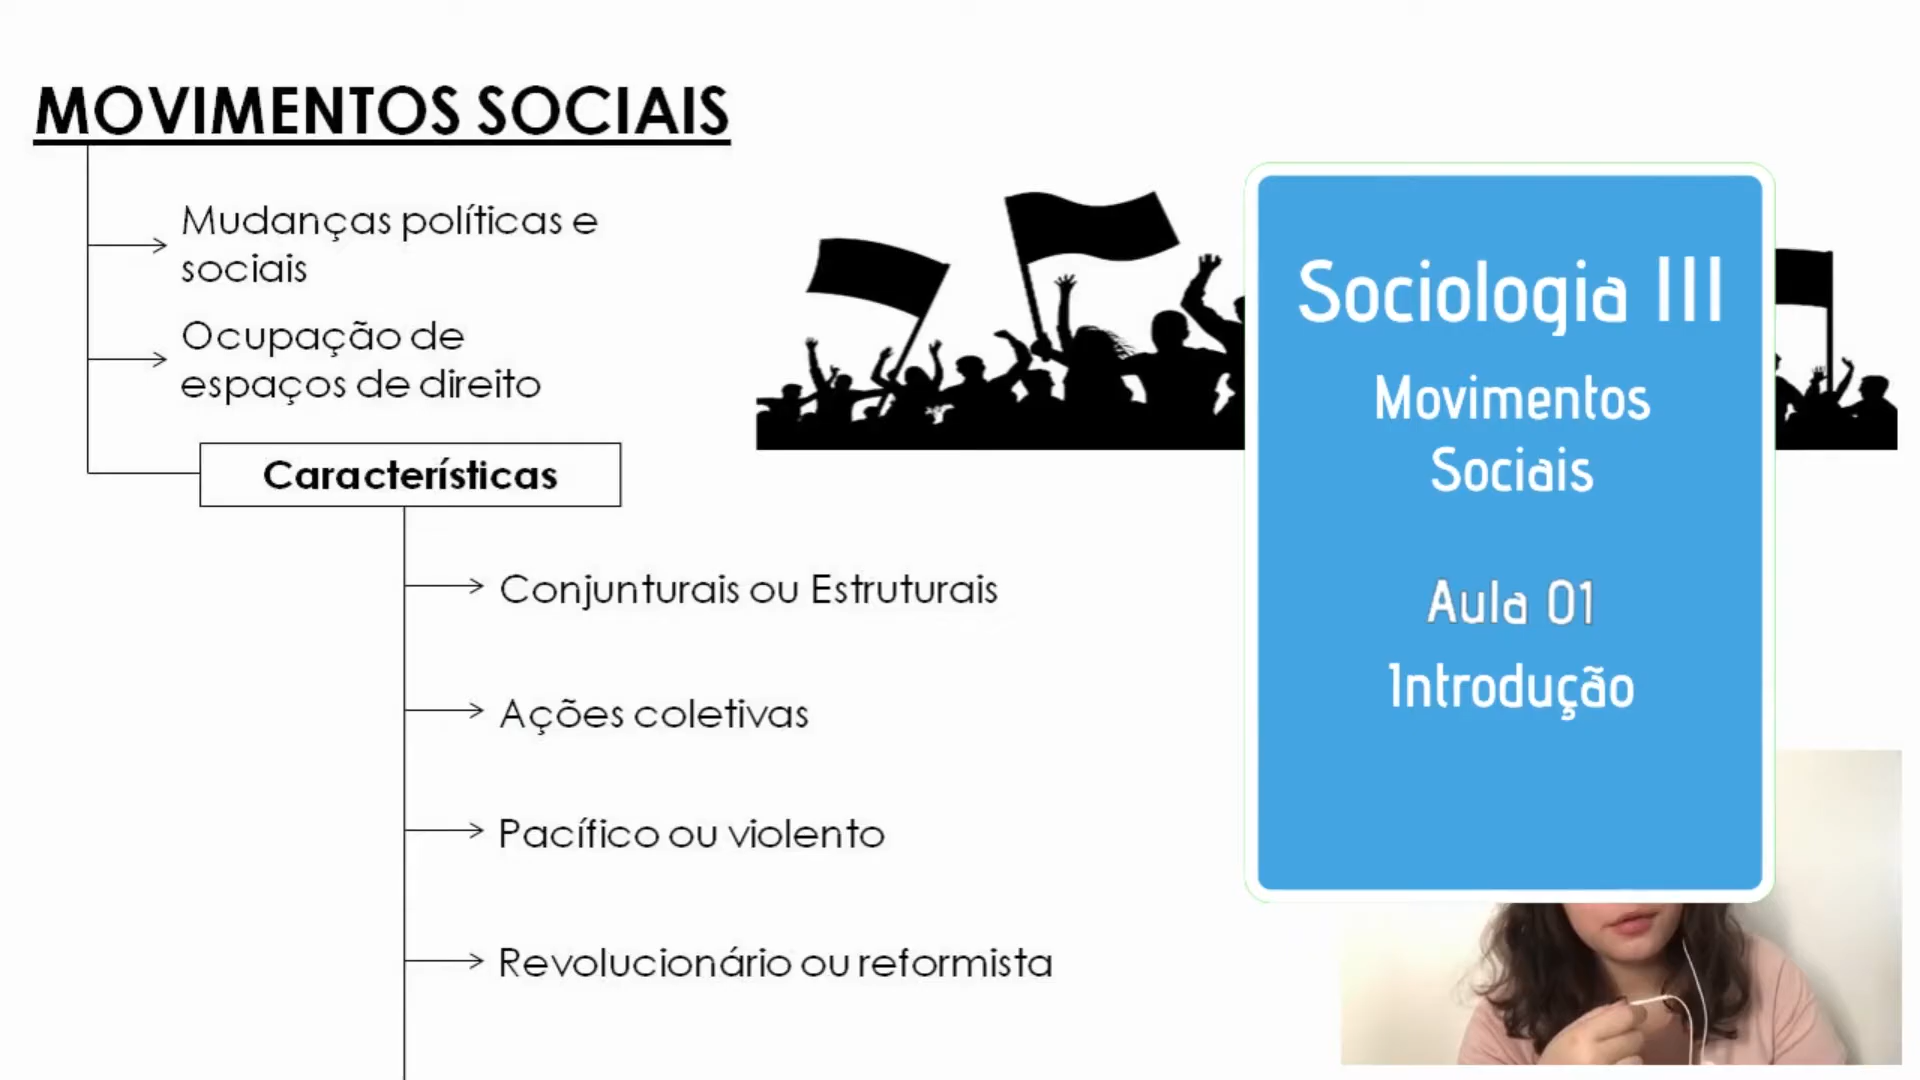 MOVIMENTOS SOCIAIS
Mudanças políticas e
sociais
Ocupação de
espaços de direito
Características
Conjunturais ou Estruturais
Ações coletivas
Pacífico ou violento
Revolucionário ou reformista
Sociologia III
Movimentos
Sociais
Aula 01
Introdução